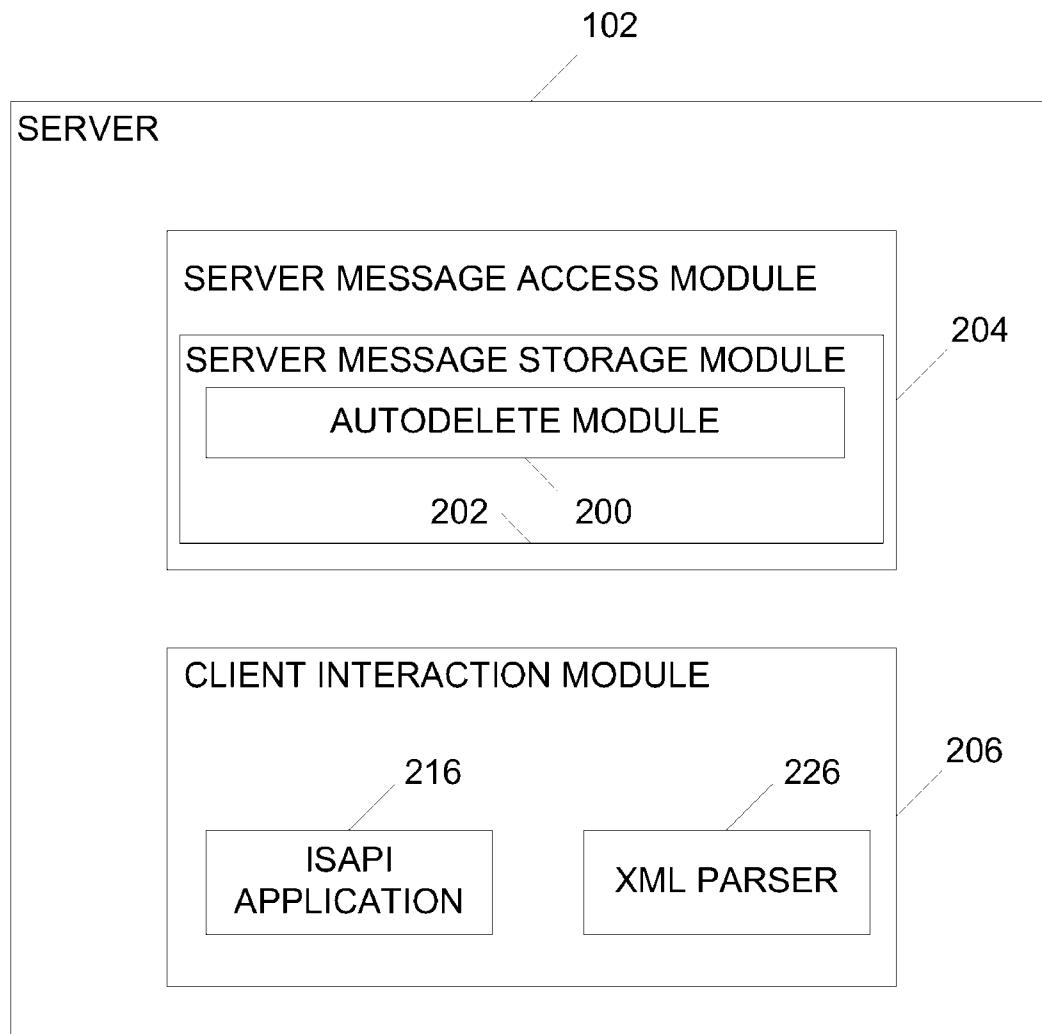 102
SERVER
SERVER MESSAGE ACCESS MODULE
204
SERVER MESSAGE STORAGE MODULE
AUTODELETE MODULE
202
200
CLIENT INTERACTION MODULE
206
216
226
ISAPI
APPLICATION
XML PARSER